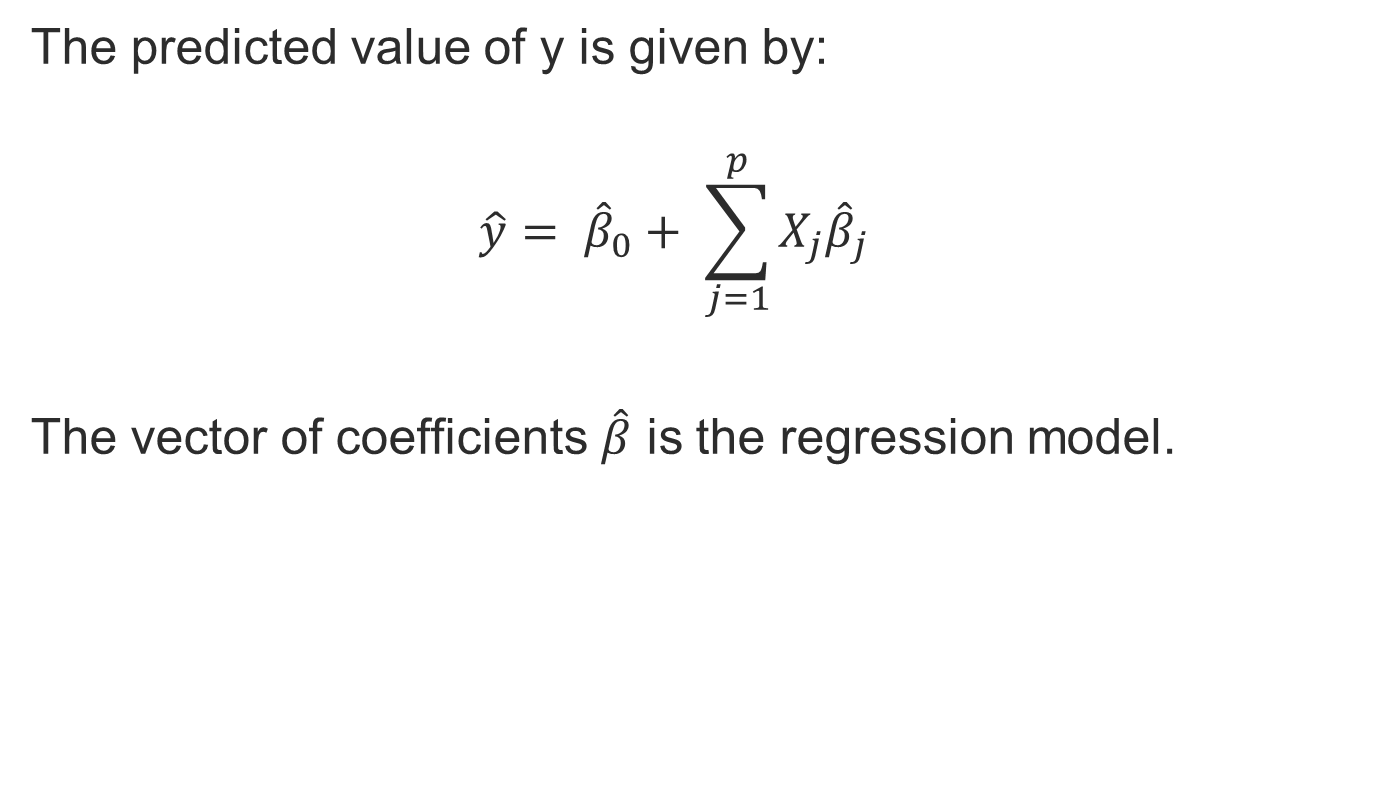 The predicted value of y is given by:
ŷ = β̂₀ + ∑ⱼ₌₁ᵖ Xⱼβ̂ⱼ
The vector of coefficients β̂ is the regression model.